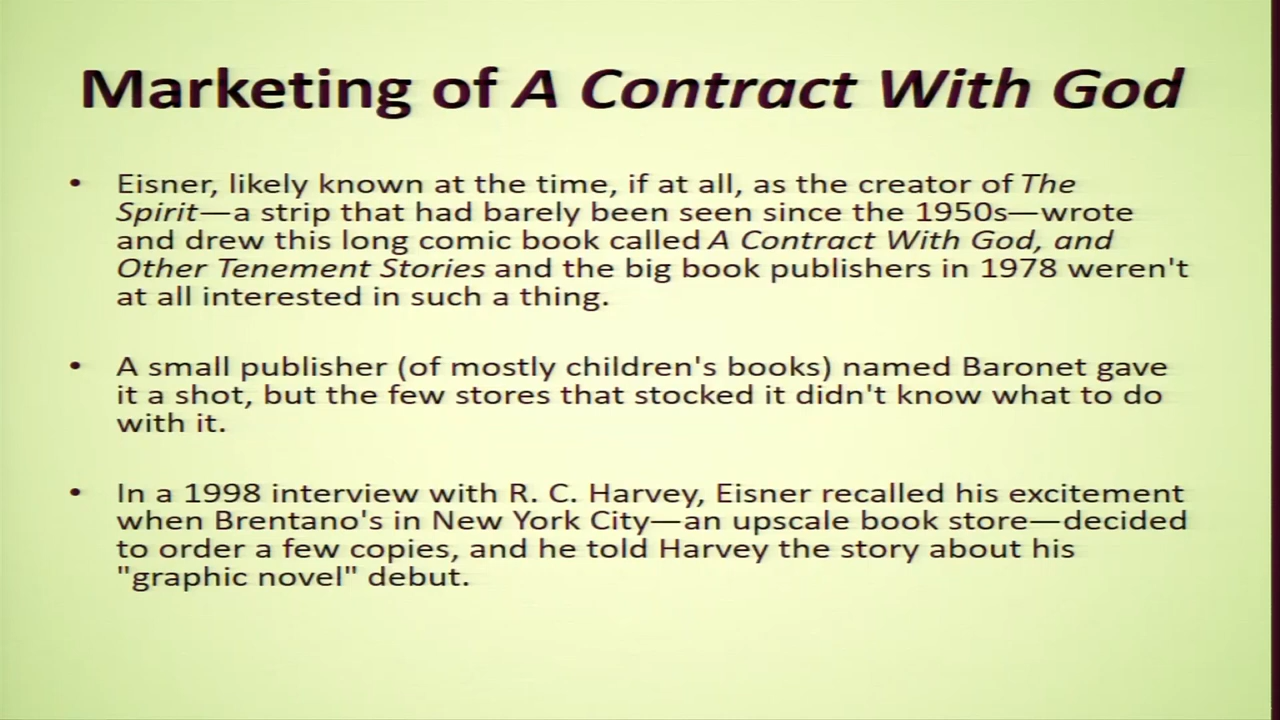 Marketing of A Contract With God
• Eisner, likely known at the time, if at all, as the creator of The
Spirit—a strip that had barely been seen since the 1950s—wrote
and drew this long comic book called A Contract With God, and
Other Tenement Stories and the big book publishers in 1978 weren't
at all interested in such a thing.
• A small publisher (of mostly children's books) named Baronet gave
it a shot, but the few stores that stocked it didn't know what to do
with it.
• In a 1998 interview with R. C. Harvey, Eisner recalled his excitement
when Brentano's in New York City—an upscale book store—decided
to order a few copies, and he told Harvey the story about his
"graphic novel" debut.